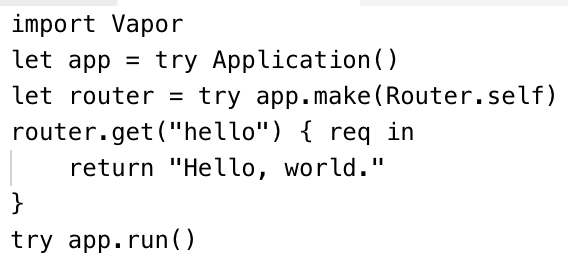 import Vapor
let app = try Application()
let router = try app.make(Router.self)
router.get("hello") { req in
    return "Hello, world."
}
try app.run()